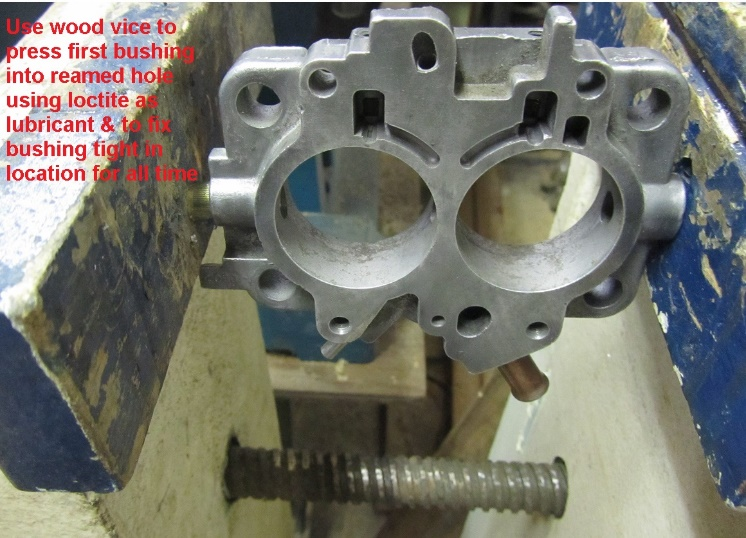 Use wood vice to
press first bushing
into reamed hole
using loctite as
lubricant & to fix
bushing tight in
location for all time